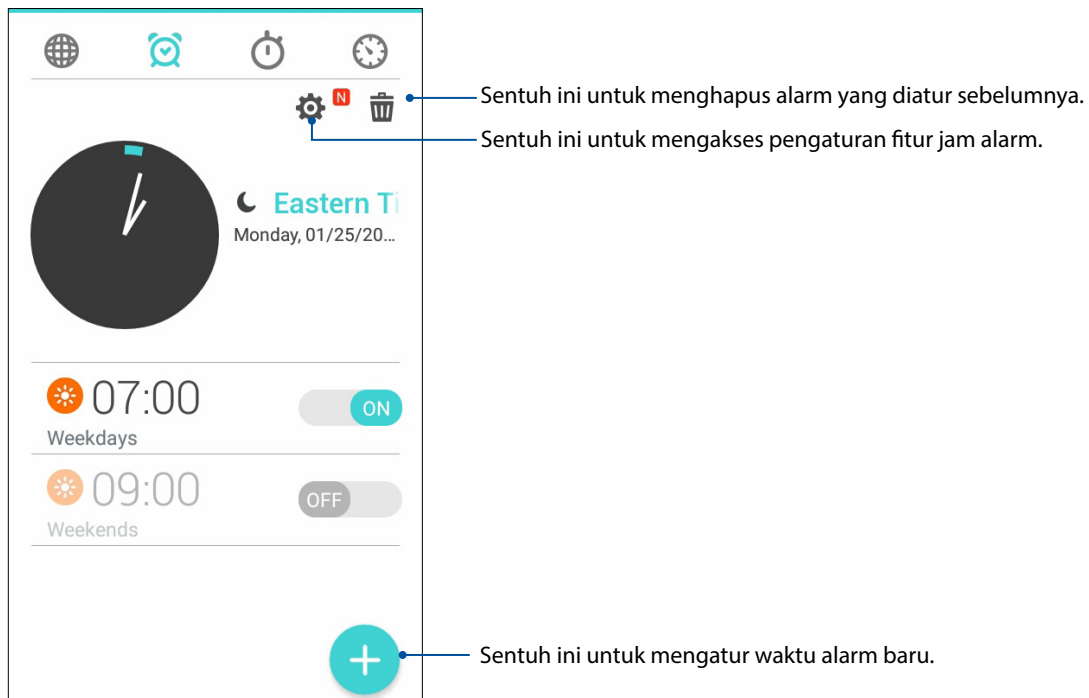 N
Sentuh ini untuk menghapus alarm yang diatur sebelumnya.
Sentuh ini untuk mengakses pengaturan fitur jam alarm.
Eastern Ti
Monday, 01/25/20...
07:00
ON
Weekdays
09:00
OFF
Weekends
Sentuh ini untuk mengatur waktu alarm baru.